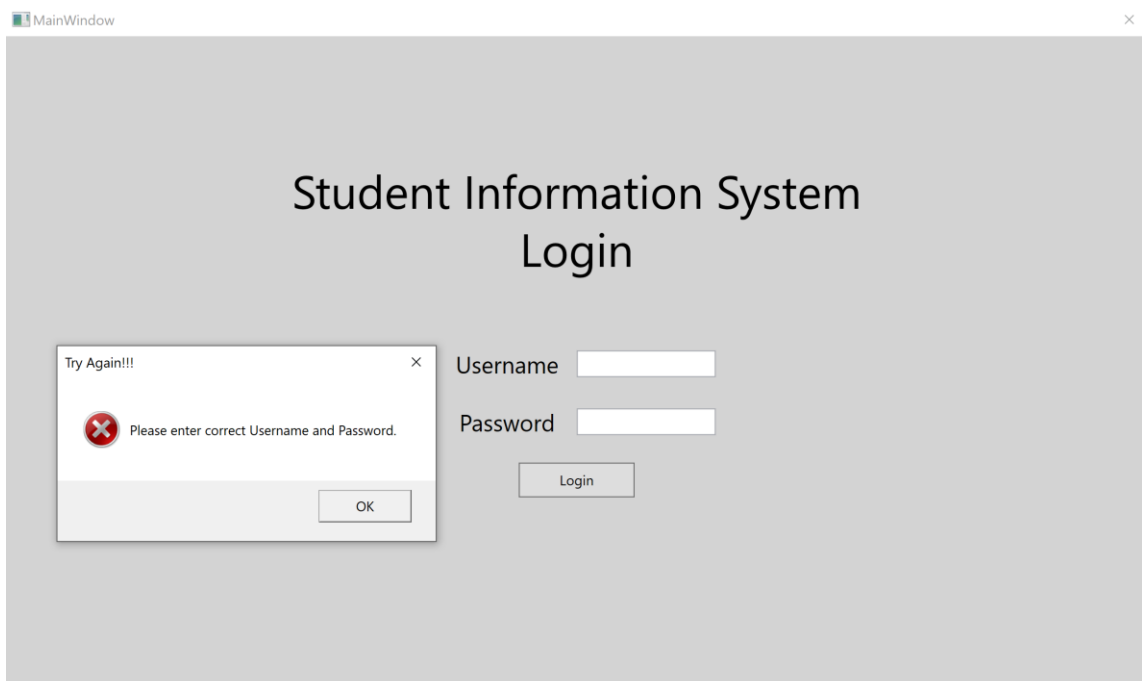 MainWindow
Student Information System
Login
Try Again!!!
Please enter correct Username and Password.
OK
Username
Password
Login